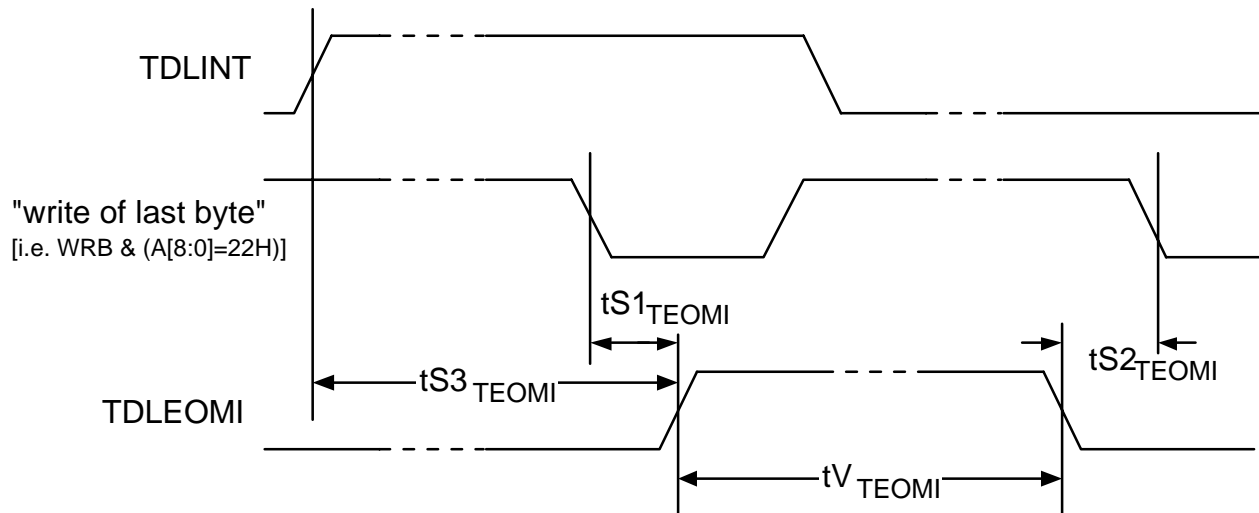 TDLINT
"write of last byte"
[i.e. WRB & (A[8:0]=22H)]
tS1TEOMI
tS2TEOMI
tS3 TEOMI
TDLEOMI
tV TEOMI